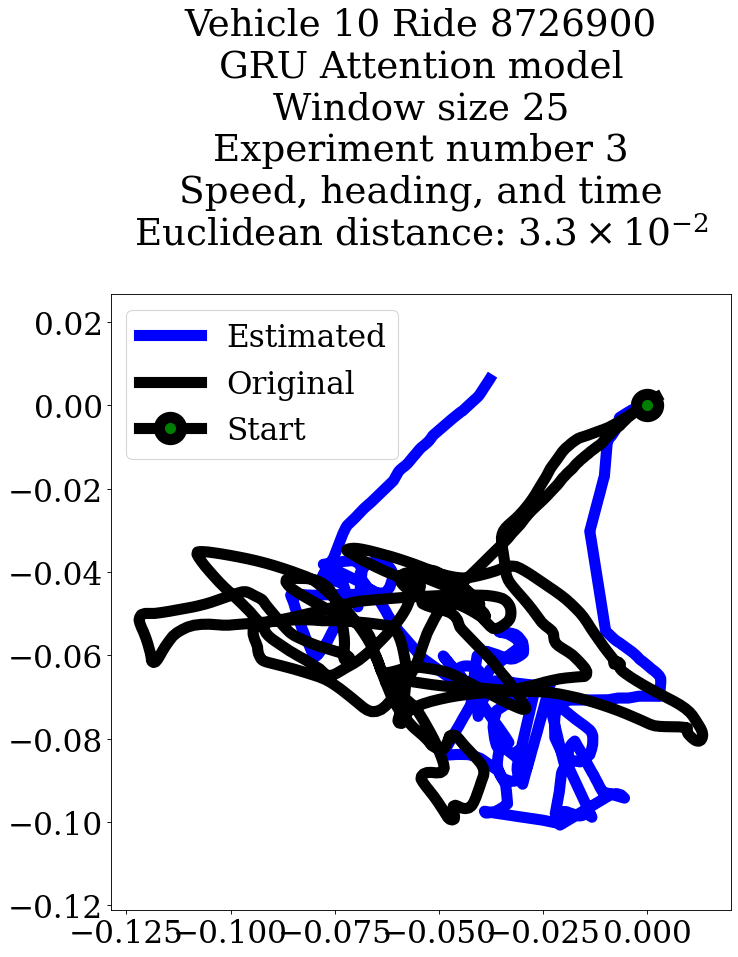 Vehicle 10 Ride 8726900
GRU Attention model
Window size 25
Experiment number 3
Speed, heading, and time
Euclidean distance: 3.3 × 10⁻²
Estimated
Original
Start
0.02
0.00
−0.02
−0.04
−0.06
−0.08
−0.10
−0.12
−0.125 −0.100 −0.075 −0.050 −0.025 0.000